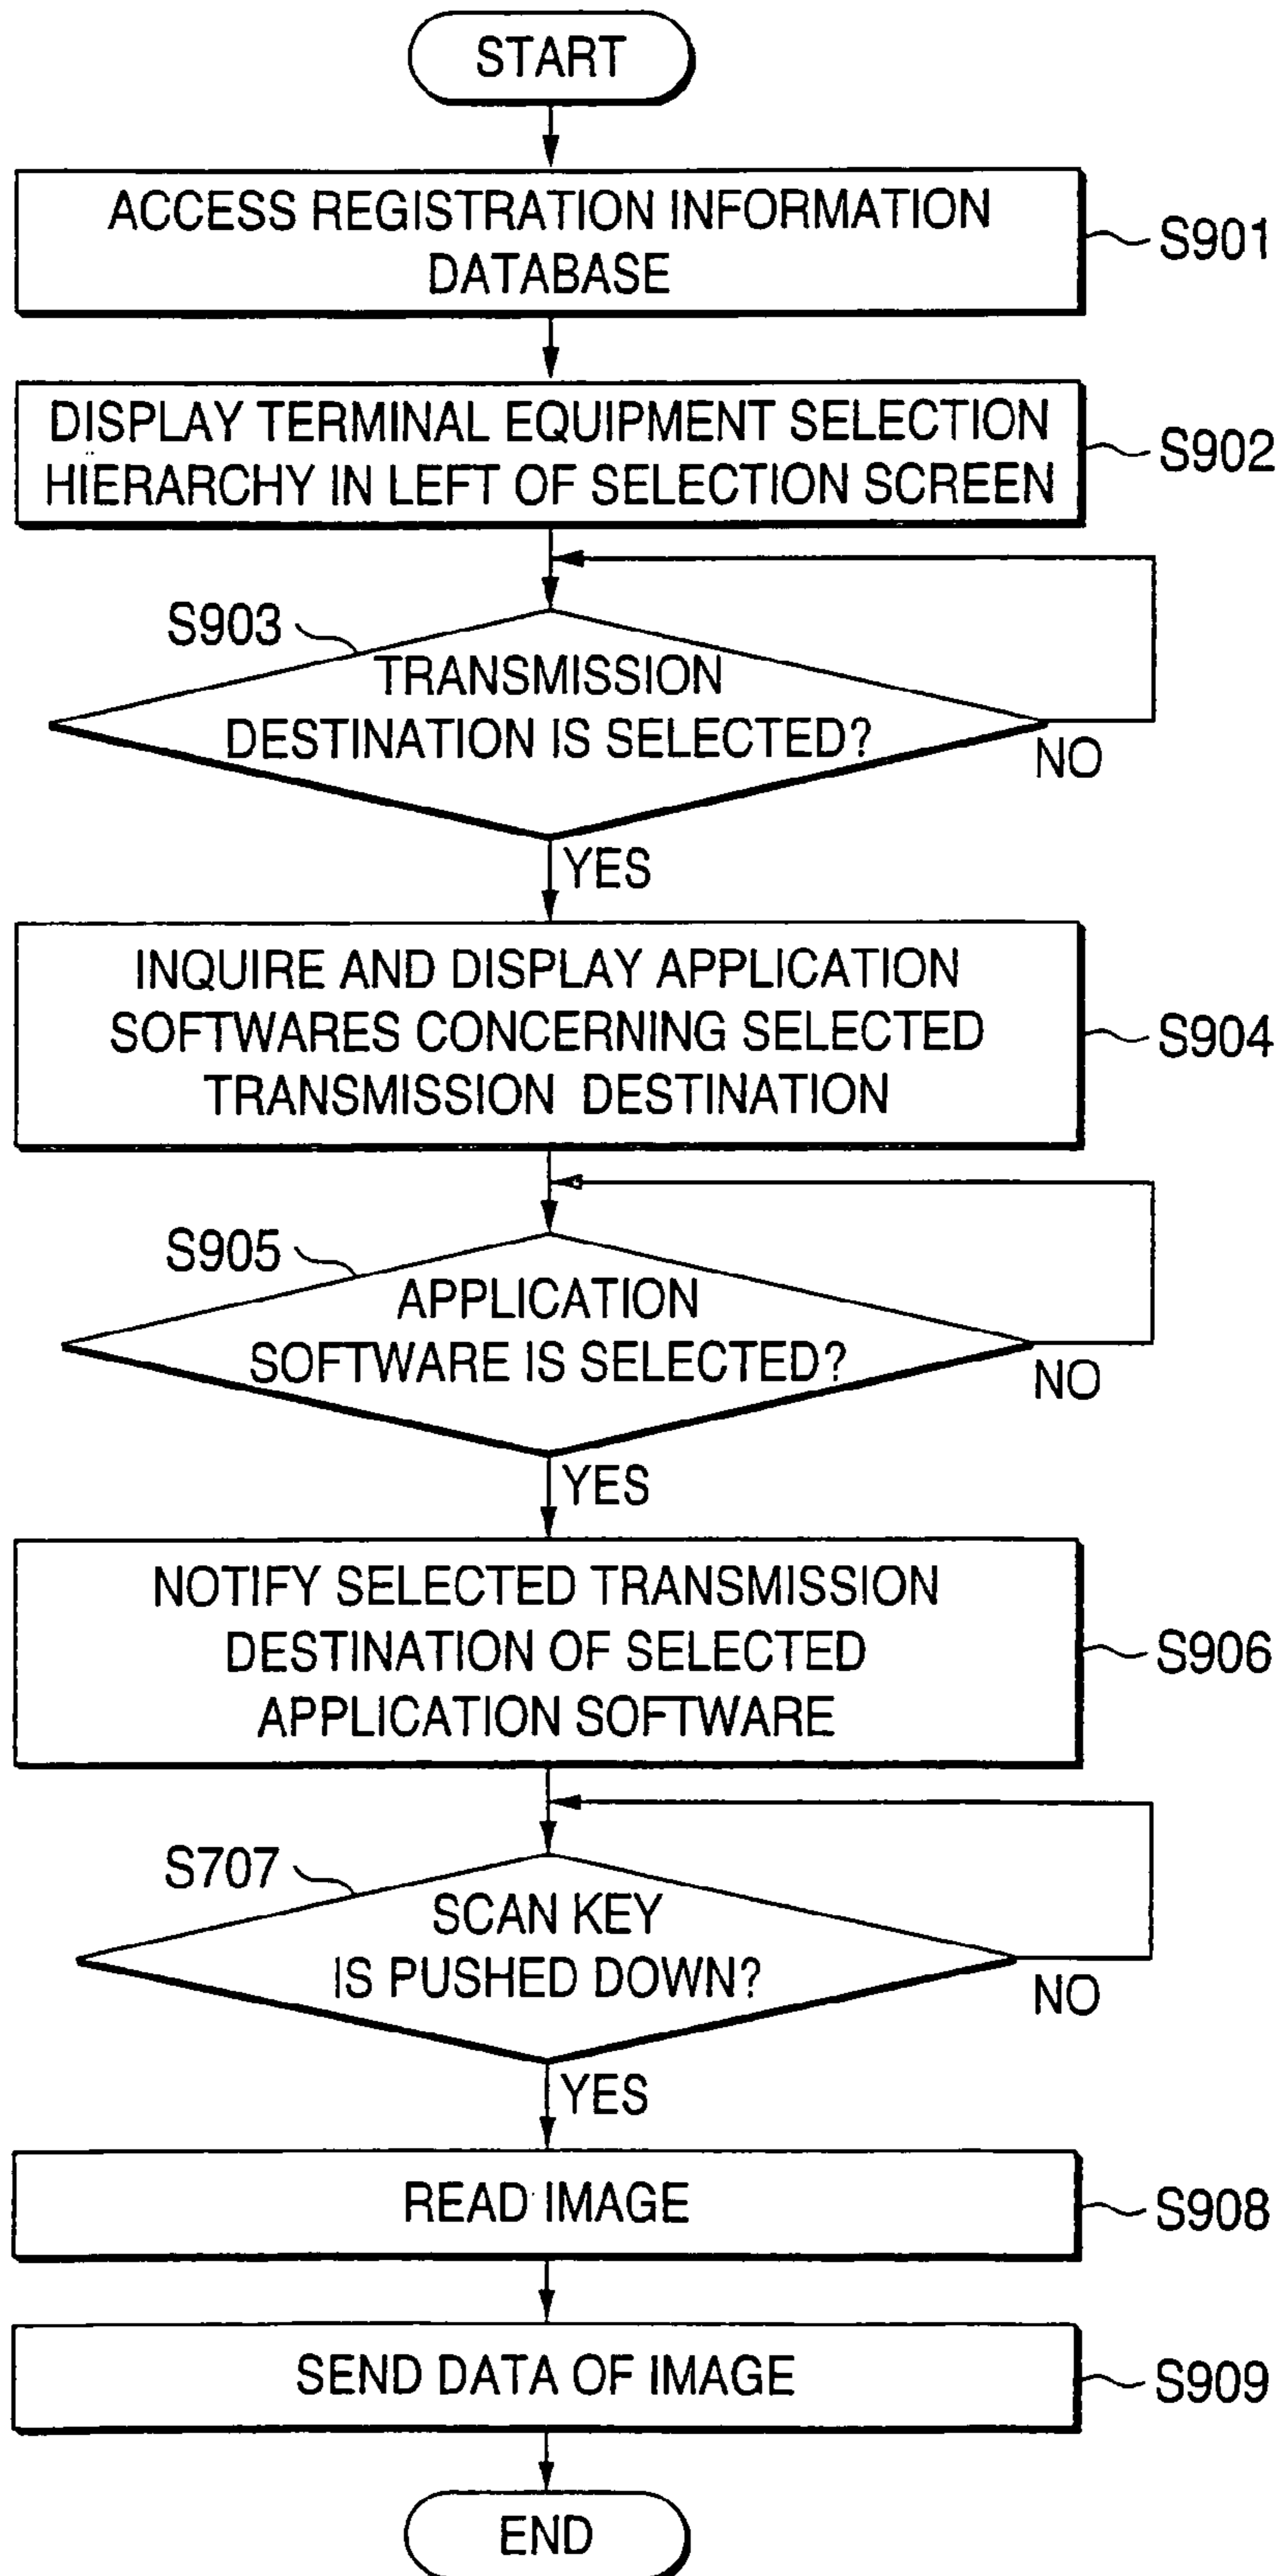 START
ACCESS REGISTRATION INFORMATION
DATABASE
S901
DISPLAY TERMINAL EQUIPMENT SELECTION
HIERARCHY IN LEFT OF SELECTION SCREEN
S902
S903
TRANSMISSION
DESTINATION IS SELECTED?
NO
YES
INQUIRE AND DISPLAY APPLICATION
SOFTWARES CONCERNING SELECTED
TRANSMISSION DESTINATION
S904
S905
APPLICATION
SOFTWARE IS SELECTED?
NO
YES
NOTIFY SELECTED TRANSMISSION
DESTINATION OF SELECTED
APPLICATION SOFTWARE
S906
S707
SCAN KEY
IS PUSHED DOWN?
NO
YES
READ IMAGE
S908
SEND DATA OF IMAGE
S909
END